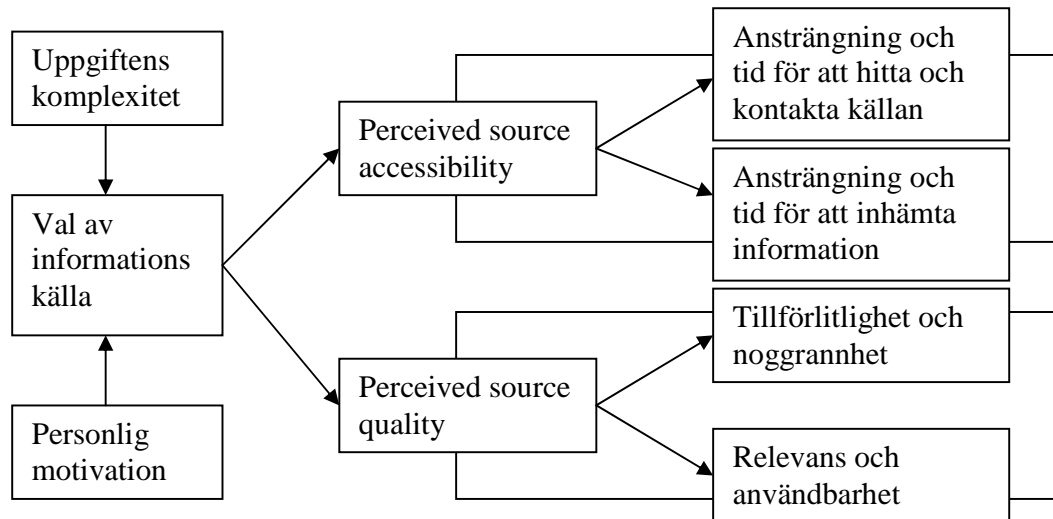 Uppgiftens
komplexitet
Val av
informations
källa
Personlig
motivation
Perceived source
accessibility
Perceived source
quality
Ansträngning och
tid för att hitta och
kontakta källan
Ansträngning och
tid för att inhämta
information
Tillförlitlighet och
noggrannhet
Relevans och
användbarhet